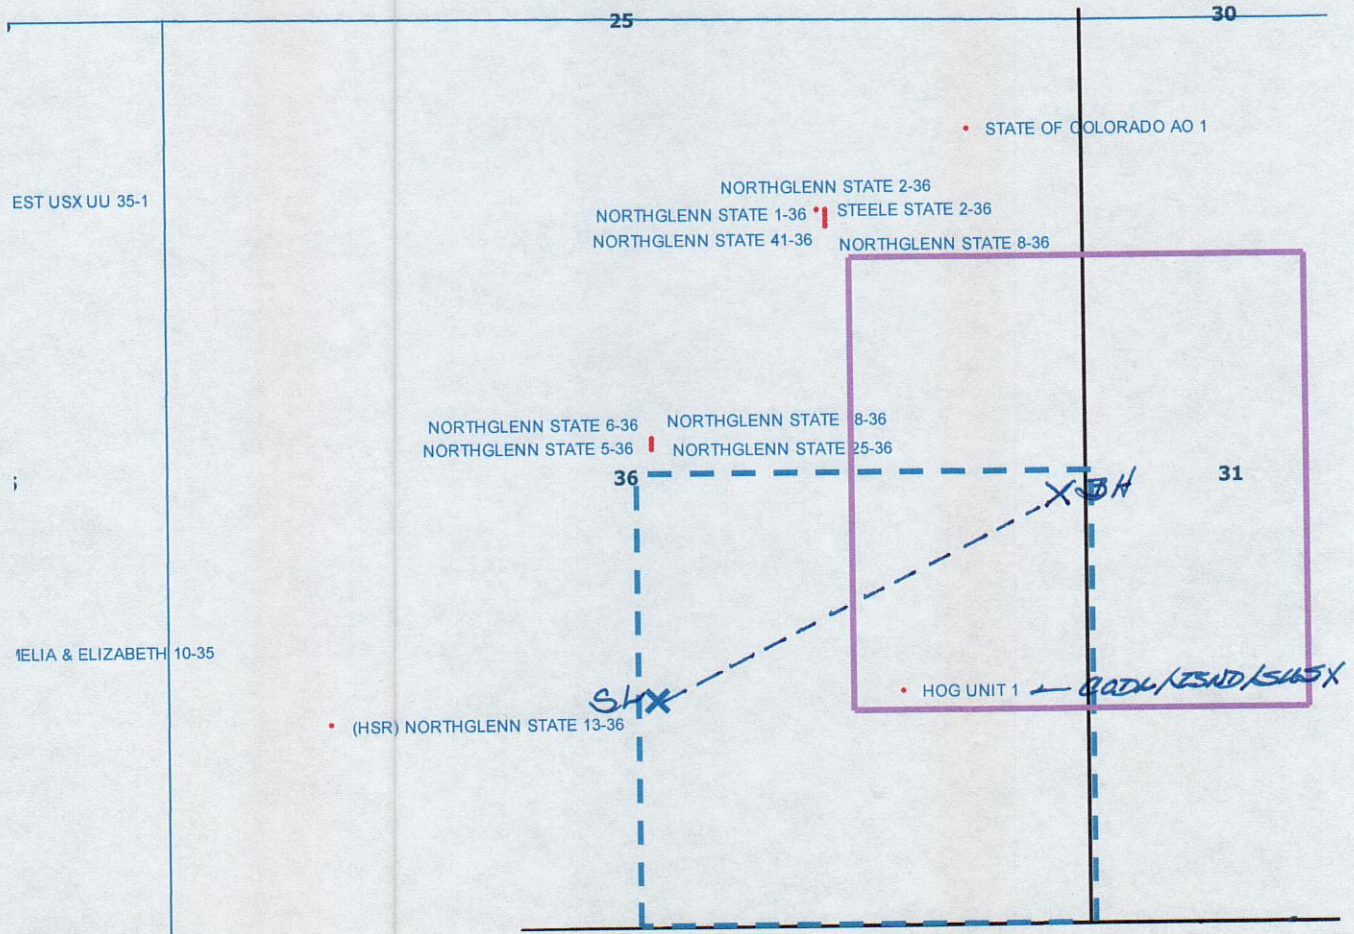 25
30
STATE OF COLORADO AO 1
EST USX UU 35-1
NORTHGLENN STATE 2-36
NORTHGLENN STATE 1-36
STEELE STATE 2-36
NORTHGLENN STATE 41-36
NORTHGLENN STATE 8-36
NORTHGLENN STATE 6-36
NORTHGLENN STATE 8-36
NORTHGLENN STATE 5-36
NORTHGLENN STATE 25-36
36
31
BH
ELIA & ELIZABETH 10-35
HOG UNIT 1
SL
(HSR) NORTHGLENN STATE 13-36